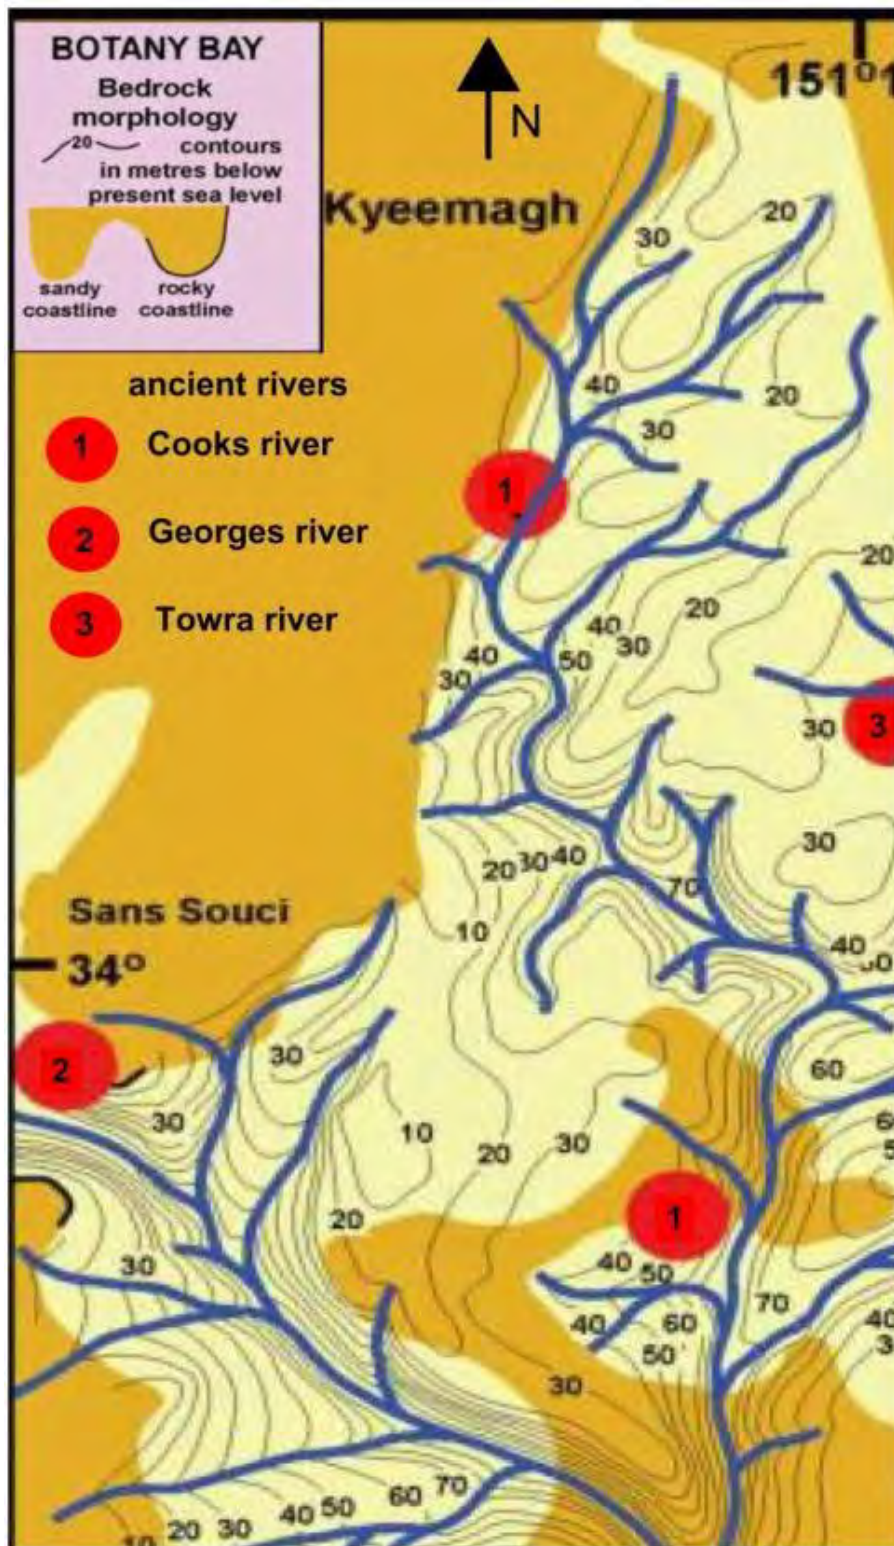 BOTANY BAY
Bedrock
morphology
20 contours
in metres below
present sea level
sandy rocky
coastline coastline
N
151°1
Kyeemagh
ancient rivers
1 Cooks river
2 Georges river
3 Towra river
20
30
40
20
30
1
20
20
40
30
40
50
30
30
3
30
20 30 40
70
10
Sans Souci
34°
40
2
30
60
30
10
20
30
20
1
30
40
50
70
40
60
50
40
30
70
60
50
40
30
20
10